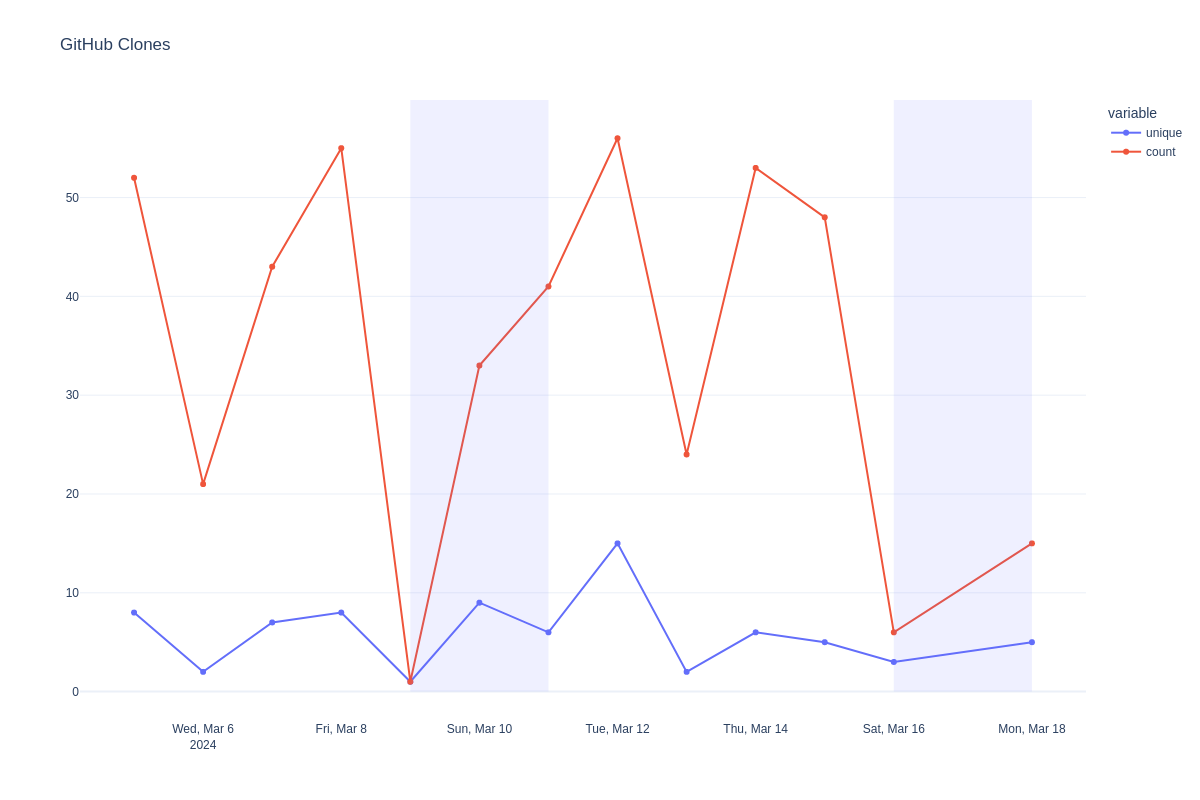 GitHub Clones
variable
unique
count
50
40
30
20
10
0
Wed, Mar 6
2024
Fri, Mar 8
Sun, Mar 10
Tue, Mar 12
Thu, Mar 14
Sat, Mar 16
Mon, Mar 18